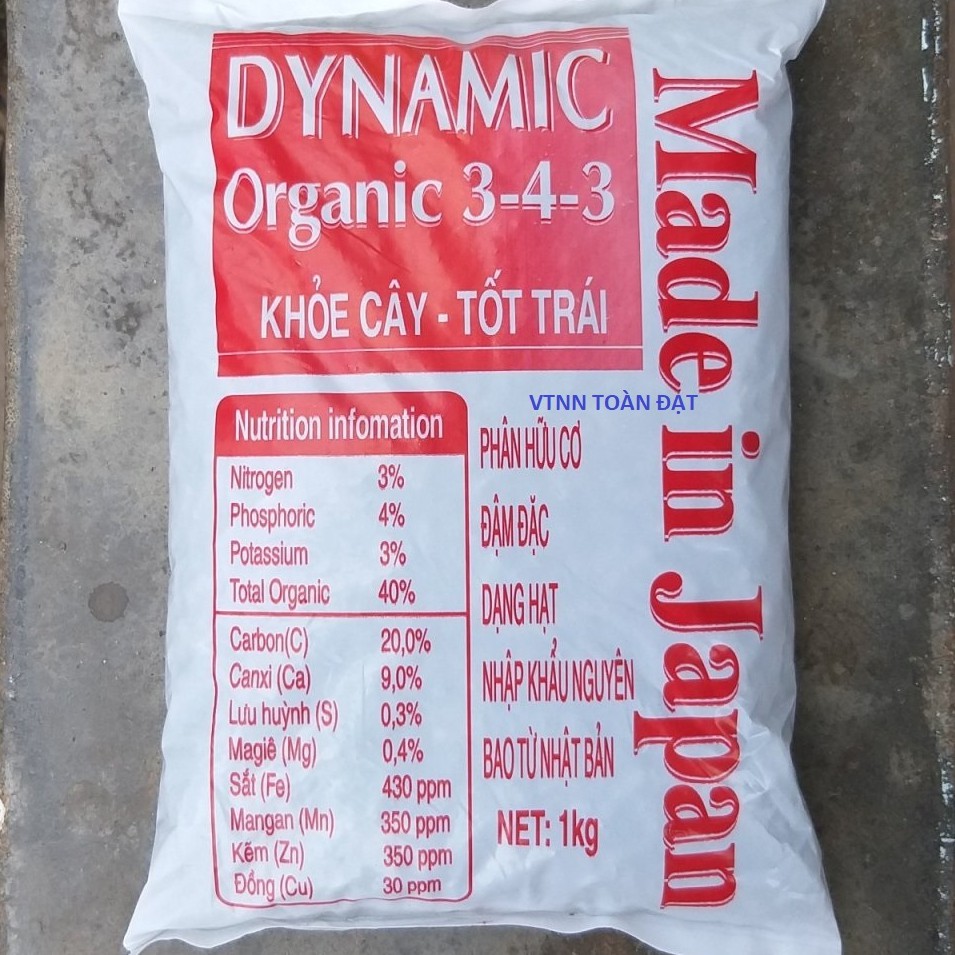 DYNAMIC
Organic 3-4-3
KHỎE CÂY - TỐT TRÁI
Made in Japan
VTNN TOÀN ĐẠT
Nutrition infomation
Nitrogen 3%
Phosphoric 4%
Potassium 3%
Total Organic 40%
Carbon(C) 20,0%
Canxi (Ca) 9,0%
Lưu huỳnh (S) 0,3%
Magiê (Mg) 0,4%
Sắt (Fe) 430 ppm
Mangan (Mn) 350 ppm
Kẽm (Zn) 350 ppm
Đồng (Cu) 30 ppm
PHÂN HỮU CƠ
ĐẬM ĐẶC
DẠNG HẠT
NHẬP KHẨU NGUYÊN
BAO TỪ NHẬT BẢN
NET: 1kg